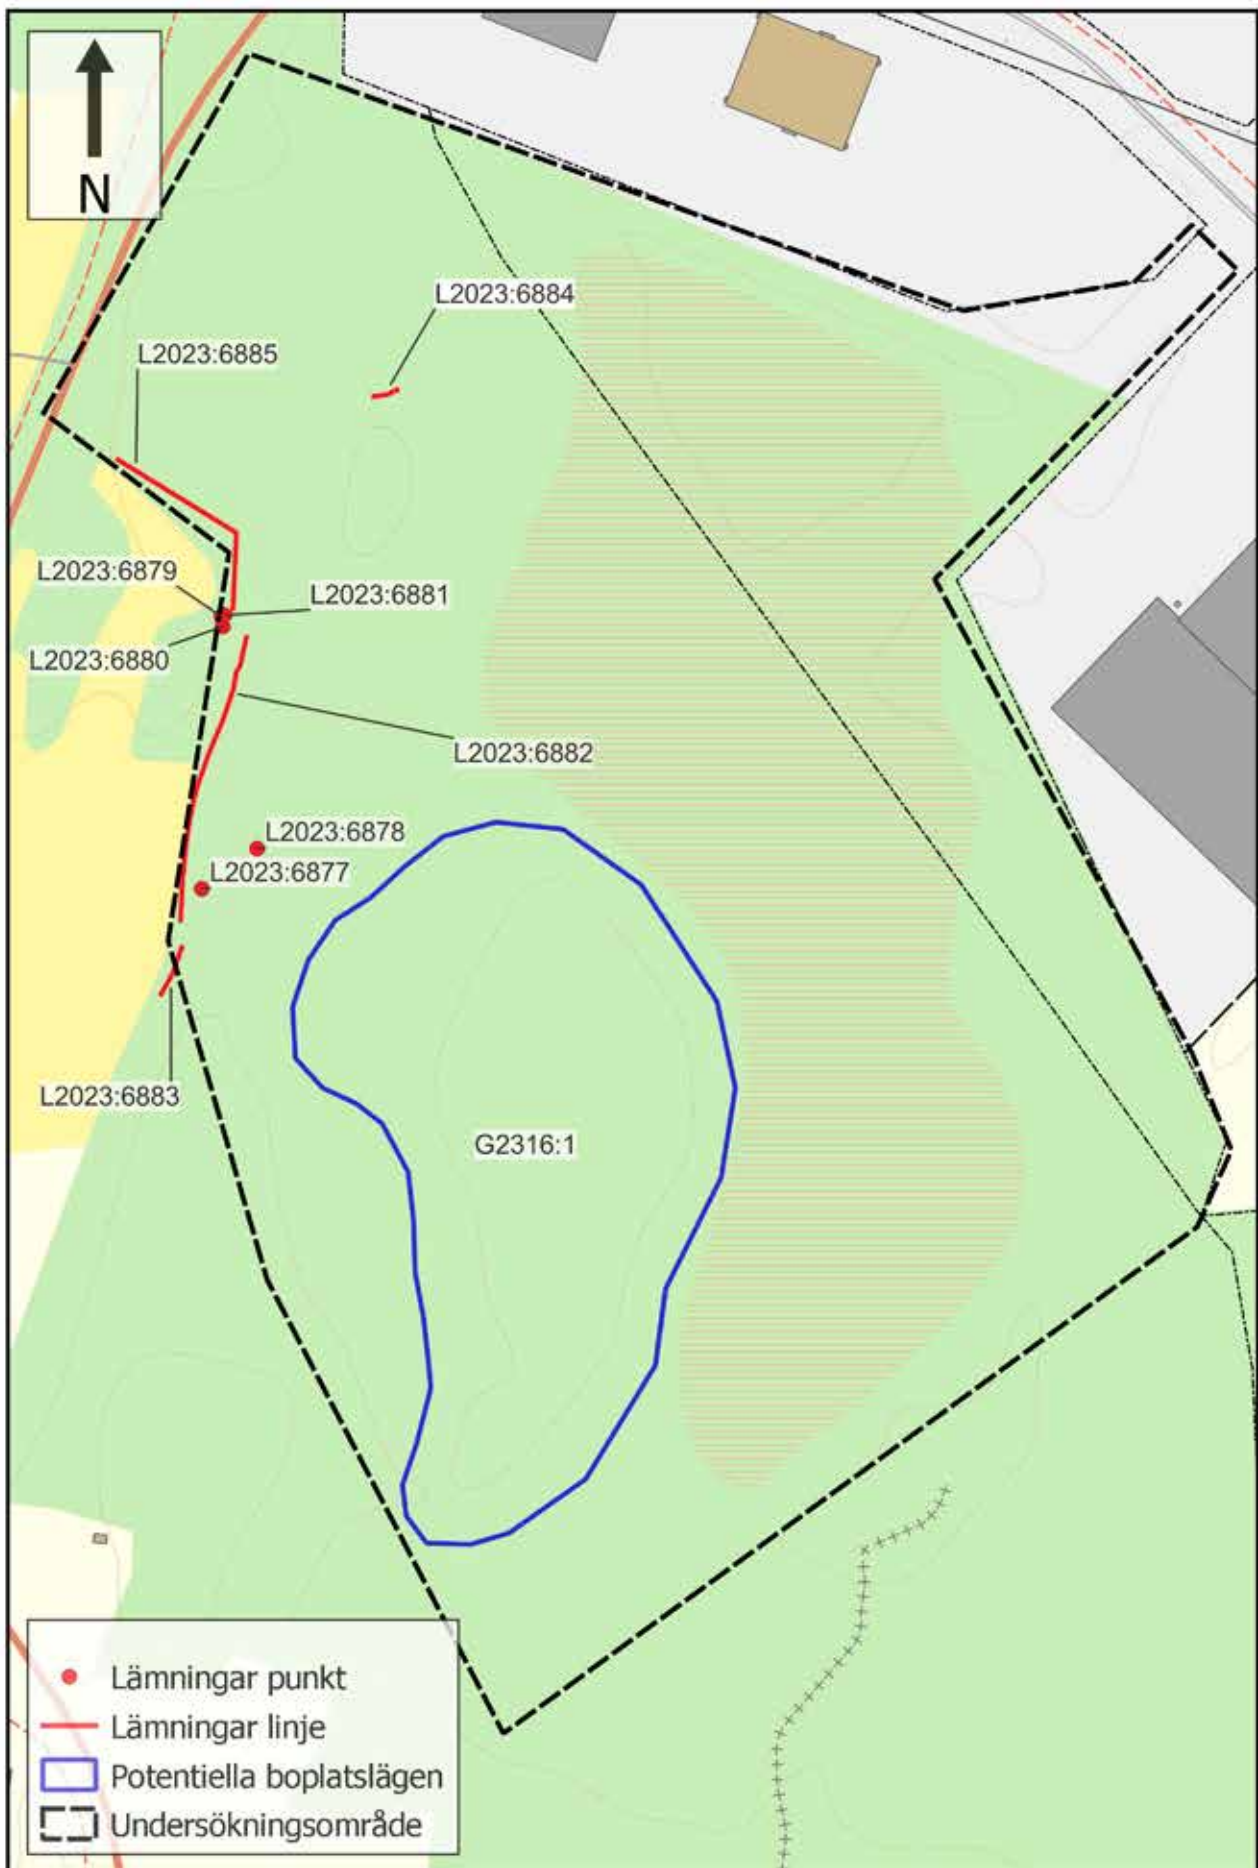 N
L2023:6884
L2023:6885
L2023:6879
L2023:6881
L2023:6880
L2023:6882
L2023:6878
L2023:6877
L2023:6883
G2316:1
Lämningar punkt
Lämningar linje
Potentiella boplatslägen
Undersökningsområde